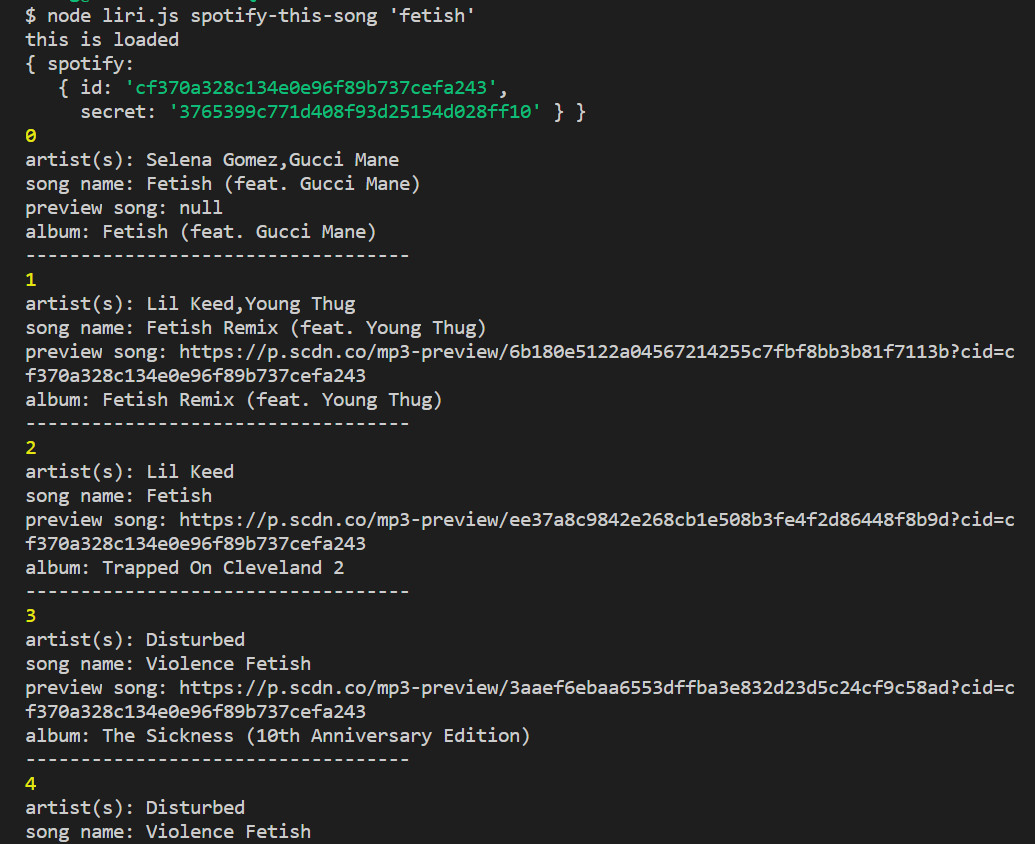 $ node liri.js spotify-this-song 'fetish'
this is loaded
{ spotify:
   { id: 'cf370a328c134e0e96f89b737cefa243',
     secret: '3765399c771d408f93d25154d028ff10' } }
0
artist(s): Selena Gomez,Gucci Mane
song name: Fetish (feat. Gucci Mane)
preview song: null
album: Fetish (feat. Gucci Mane)
-----------------------------------
1
artist(s): Lil Keed,Young Thug
song name: Fetish Remix (feat. Young Thug)
preview song: https://p.scdn.co/mp3-preview/6b180e5122a04567214255c7fbf8bb3b81f7113b?cid=c
f370a328c134e0e96f89b737cefa243
album: Fetish Remix (feat. Young Thug)
-----------------------------------
2
artist(s): Lil Keed
song name: Fetish
preview song: https://p.scdn.co/mp3-preview/ee37a8c9842e268cb1e508b3fe4f2d86448f8b9d?cid=c
f370a328c134e0e96f89b737cefa243
album: Trapped On Cleveland 2
-----------------------------------
3
artist(s): Disturbed
song name: Violence Fetish
preview song: https://p.scdn.co/mp3-preview/3aaef6ebaa6553dffba3e832d23d5c24cf9c58ad?cid=c
f370a328c134e0e96f89b737cefa243
album: The Sickness (10th Anniversary Edition)
-----------------------------------
4
artist(s): Disturbed
song name: Violence Fetish